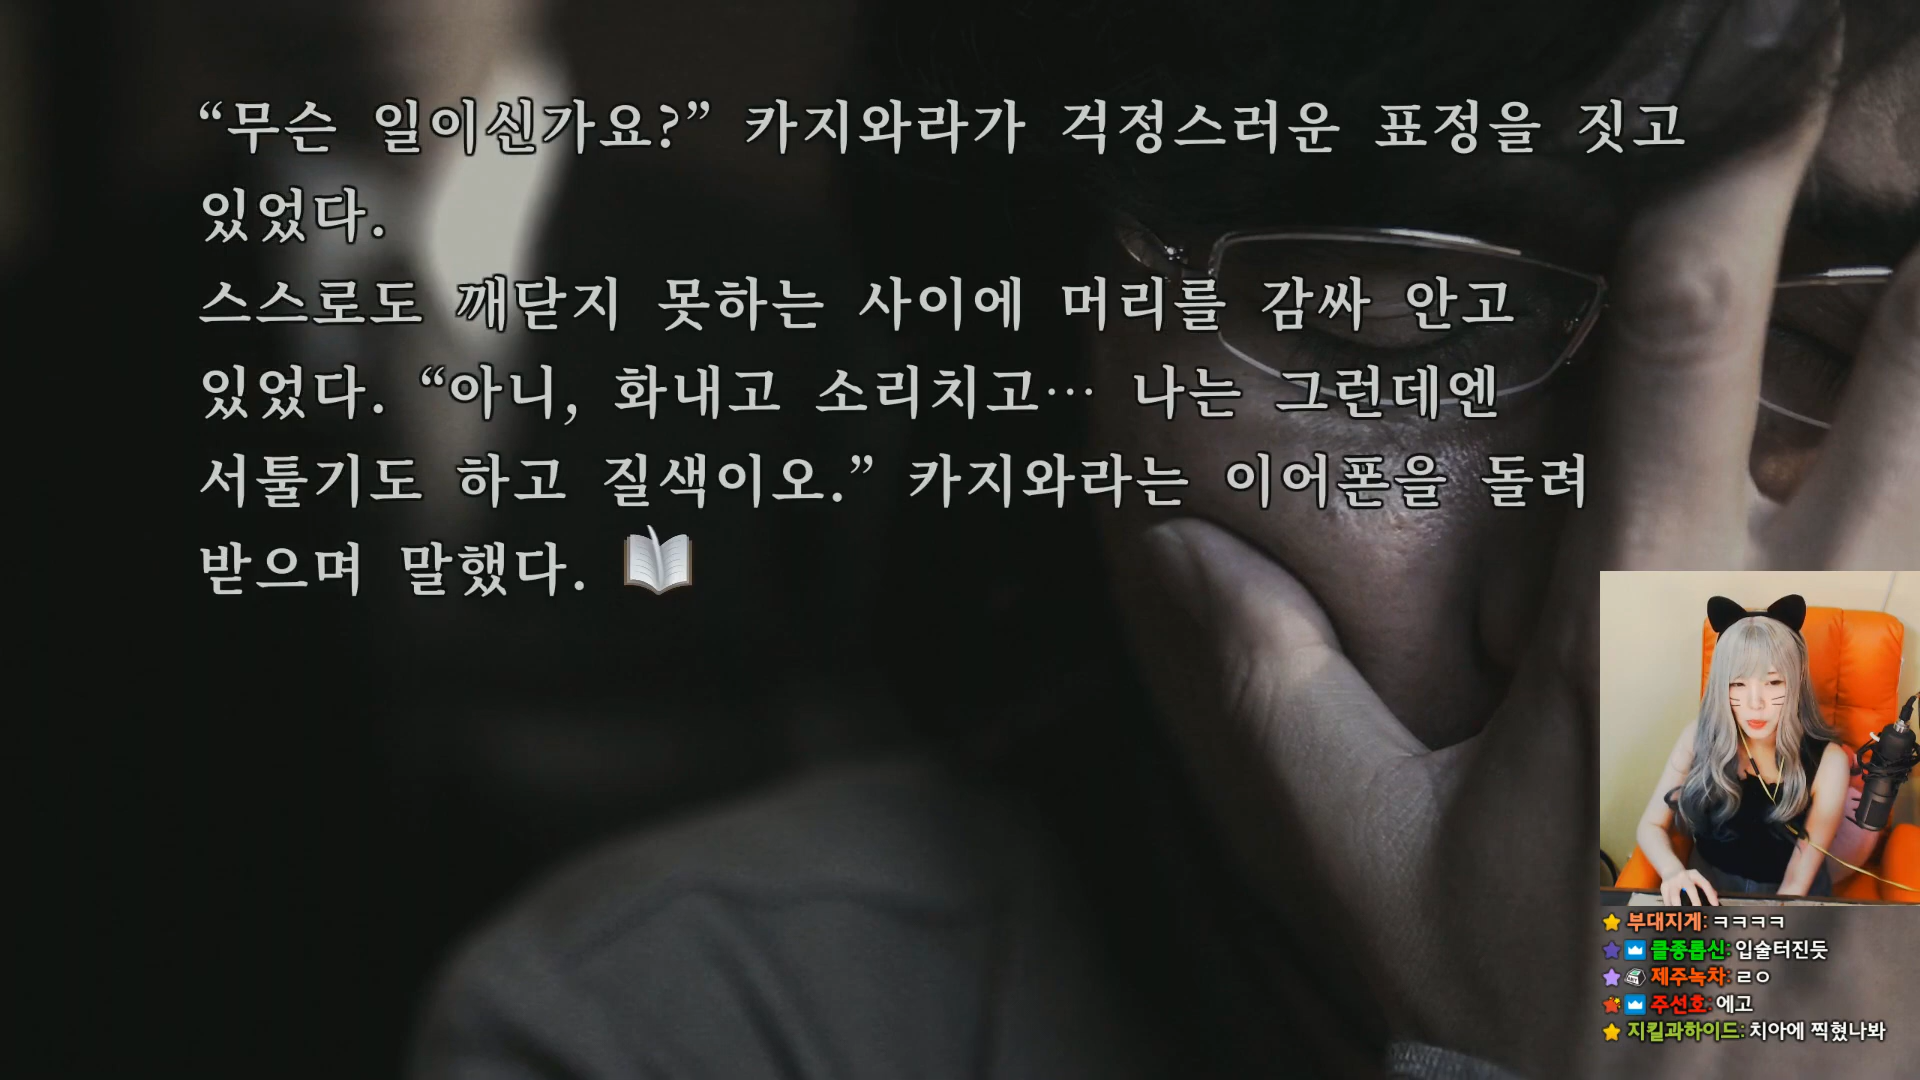 “무슨 일이신가요?” 카지와라가 걱정스러운 표정을 짓고
있었다.
스스로도 깨닫지 못하는 사이에 머리를 감싸 안고
있었다. “아니, 화내고 소리치고… 나는 그런데엔
서툴기도 하고 질색이오.” 카지와라는 이어폰을 돌려
받으며 말했다.
부대지게: ㅋㅋㅋㅋ
클종롭신: 입술터진듯
제주녹차: ㄹㅇ
주선호: 에고
지킬과하이드: 치아에 찍혔나봐